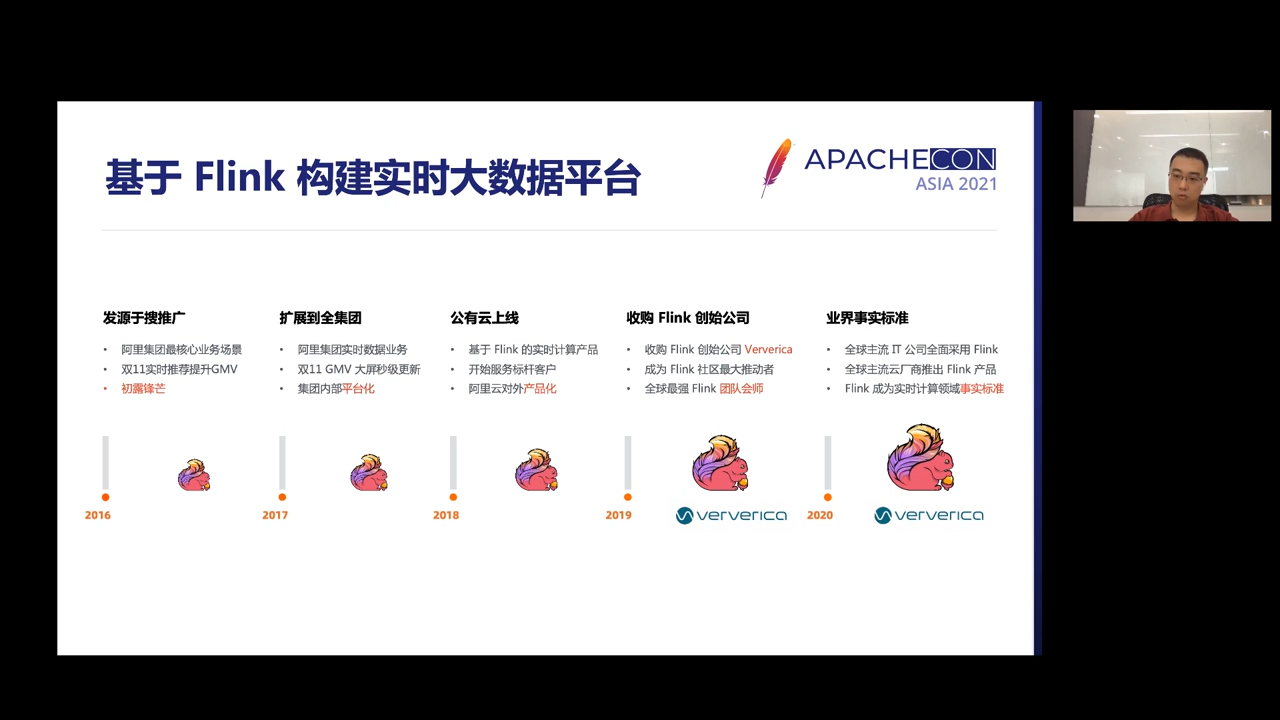 基于 Flink 构建实时大数据平台
APACHECON
ASIA 2021
发源于搜推广
• 阿里集团最核心业务场景
• 双11实时推荐提升GMV
• 初露锋芒
扩展到全集团
• 阿里集团实时数据业务
• 双11 GMV 大屏秒级更新
• 集团内部平台化
公有云上线
• 基于 Flink 的实时计算产品
• 开始服务标杆客户
• 阿里云对外产品化
收购 Flink 创始公司
• 收购 Flink 创始公司 Ververica
• 成为 Flink 社区最大推动者
• 全球最强 Flink 团队会师
业界事实标准
• 全球主流 IT 公司全面采用 Flink
• 全球主流云厂商推出 Flink 产品
• Flink 成为实时计算领域事实标准
2016
2017
2018
2019
ververica
2020
ververica